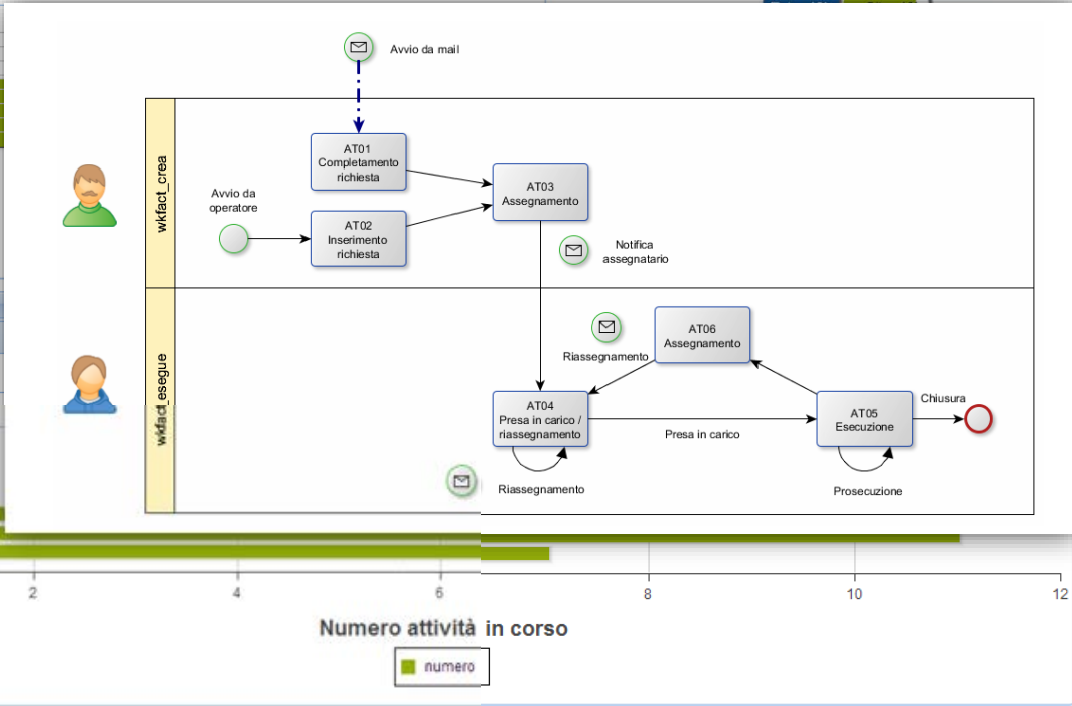 Avvio da mail
wkfact_crea
AT01
Completamento
richiesta
Avvio da
operatore
AT02
Inserimento
richiesta
AT03
Assegnamento
Notifica
assegnatario
wkfact_esegue
Riassegnamento
AT06
Assegnamento
AT04
Presa in carico /
riassegnamento
Presa in carico
AT05
Esecuzione
Chiusura
Riassegnamento
Prosecuzione
2 4 6 8 10 12
Numero attività in corso
numero